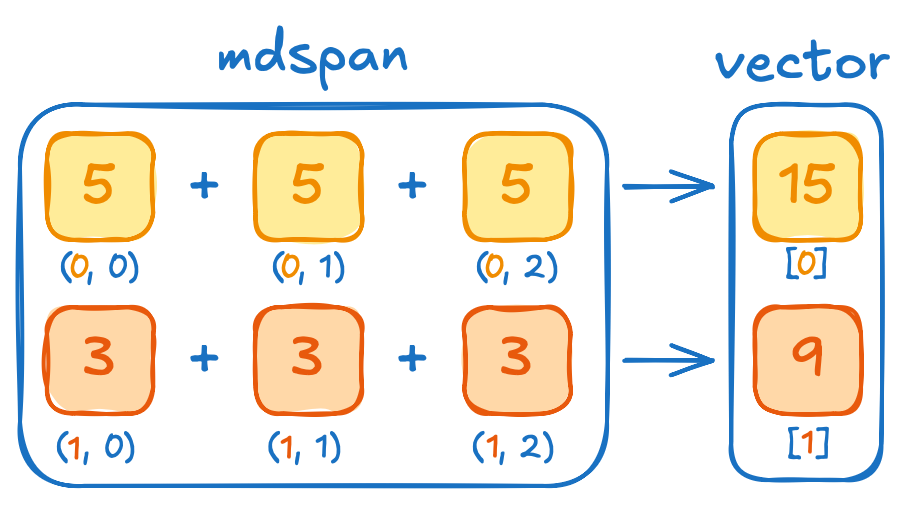 mdspan vector
5 + 5 + 5 → 15
(0, 0) (0, 1) (0, 2) [0]
3 + 3 + 3 → 9
(1, 0) (1, 1) (1, 2) [1]